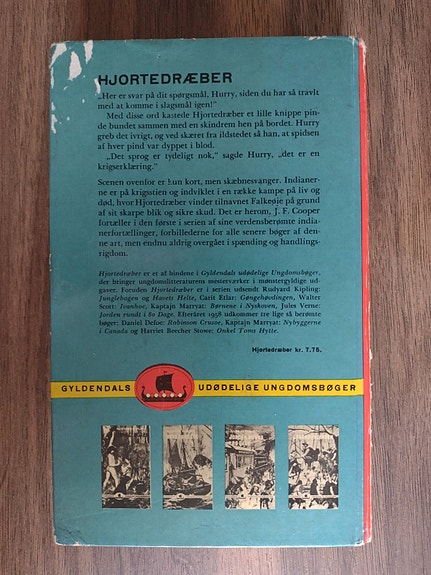 HJORTEDRÆBER
„Her er svar på dit spørgsmål, Hurry, siden du har så travlt
med at komme i slagsmål igen!”
Med disse ord kastede Hjortedræber et lille knippe pin-
de bundet sammen med en skindrem hen på bordet. Hurry
greb det ivrigt, og ved skæret fra ildstedet så han, at spidsen
af hver pind var dyppet i blod.
„Det sprog er tydeligt nok,” sagde Hurry, „det er en
krigserklæring.”
Scenen ovenfor er kun kort, men skæbnesvanger. Indianer-
ne er på krigsstien og indviklet i en række kampe på liv og
død, hvor Hjortedræber vinder tilnavnet Falkeøje på grund
af sit skarpe blik og sikre skud. Det er herom, J. F. Cooper
fortæller i den første i serien af sine verdensberømte indi-
anerfortællinger, forbillederne for alle senere bøger af den-
ne art, men endnu aldrig overgået i spænding og handlings-
rigdom.
Hjortedræber er et af bindene i Gyldendals udødelige Ungdomsbøger,
der bringer ungdomslitteraturens mesterværker i mønstergyldige ud-
gaver. Foruden Hjortedræber er i serien udsendt Rudyard Kipling:
Junglebogen og Havets Helte, Carit Etlar: Gøngehøvdingen, Walter
Scott: Ivanhoe, Kaptajn Marryat: Børnene i Nyskoven, Jules Verne:
Jorden rundt i 80 Dage. Efteråret 1958 udkommer tre lige så berømte
bøger: Daniel Defoe: Robinson Crusoe, Kaptajn Marryat: Nybyggerne
i Canada og Harriet Beecher Stowe: Onkel Toms Hytte.
Hjortedræber kr. 7,75.
GYLDENDALS UDØDELIGE UNGDOMSBØGER